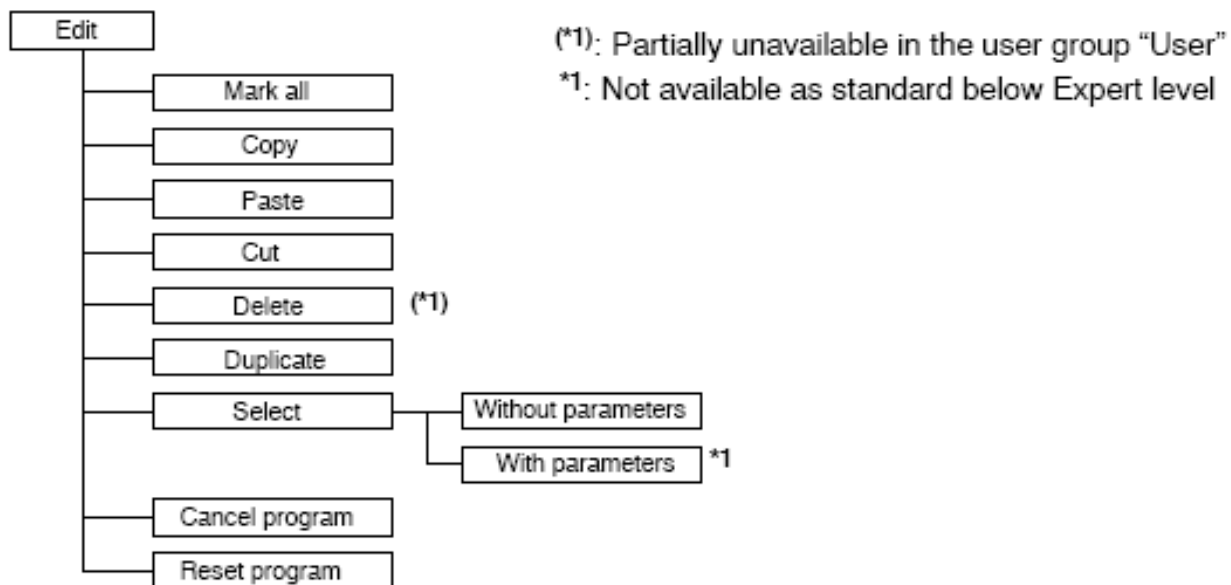 Edit
(*1): Partially unavailable in the user group “User”
*1: Not available as standard below Expert level
Mark all
Copy
Paste
Cut
Delete (*1)
Duplicate
Select Without parameters
With parameters *1
Cancel program
Reset program